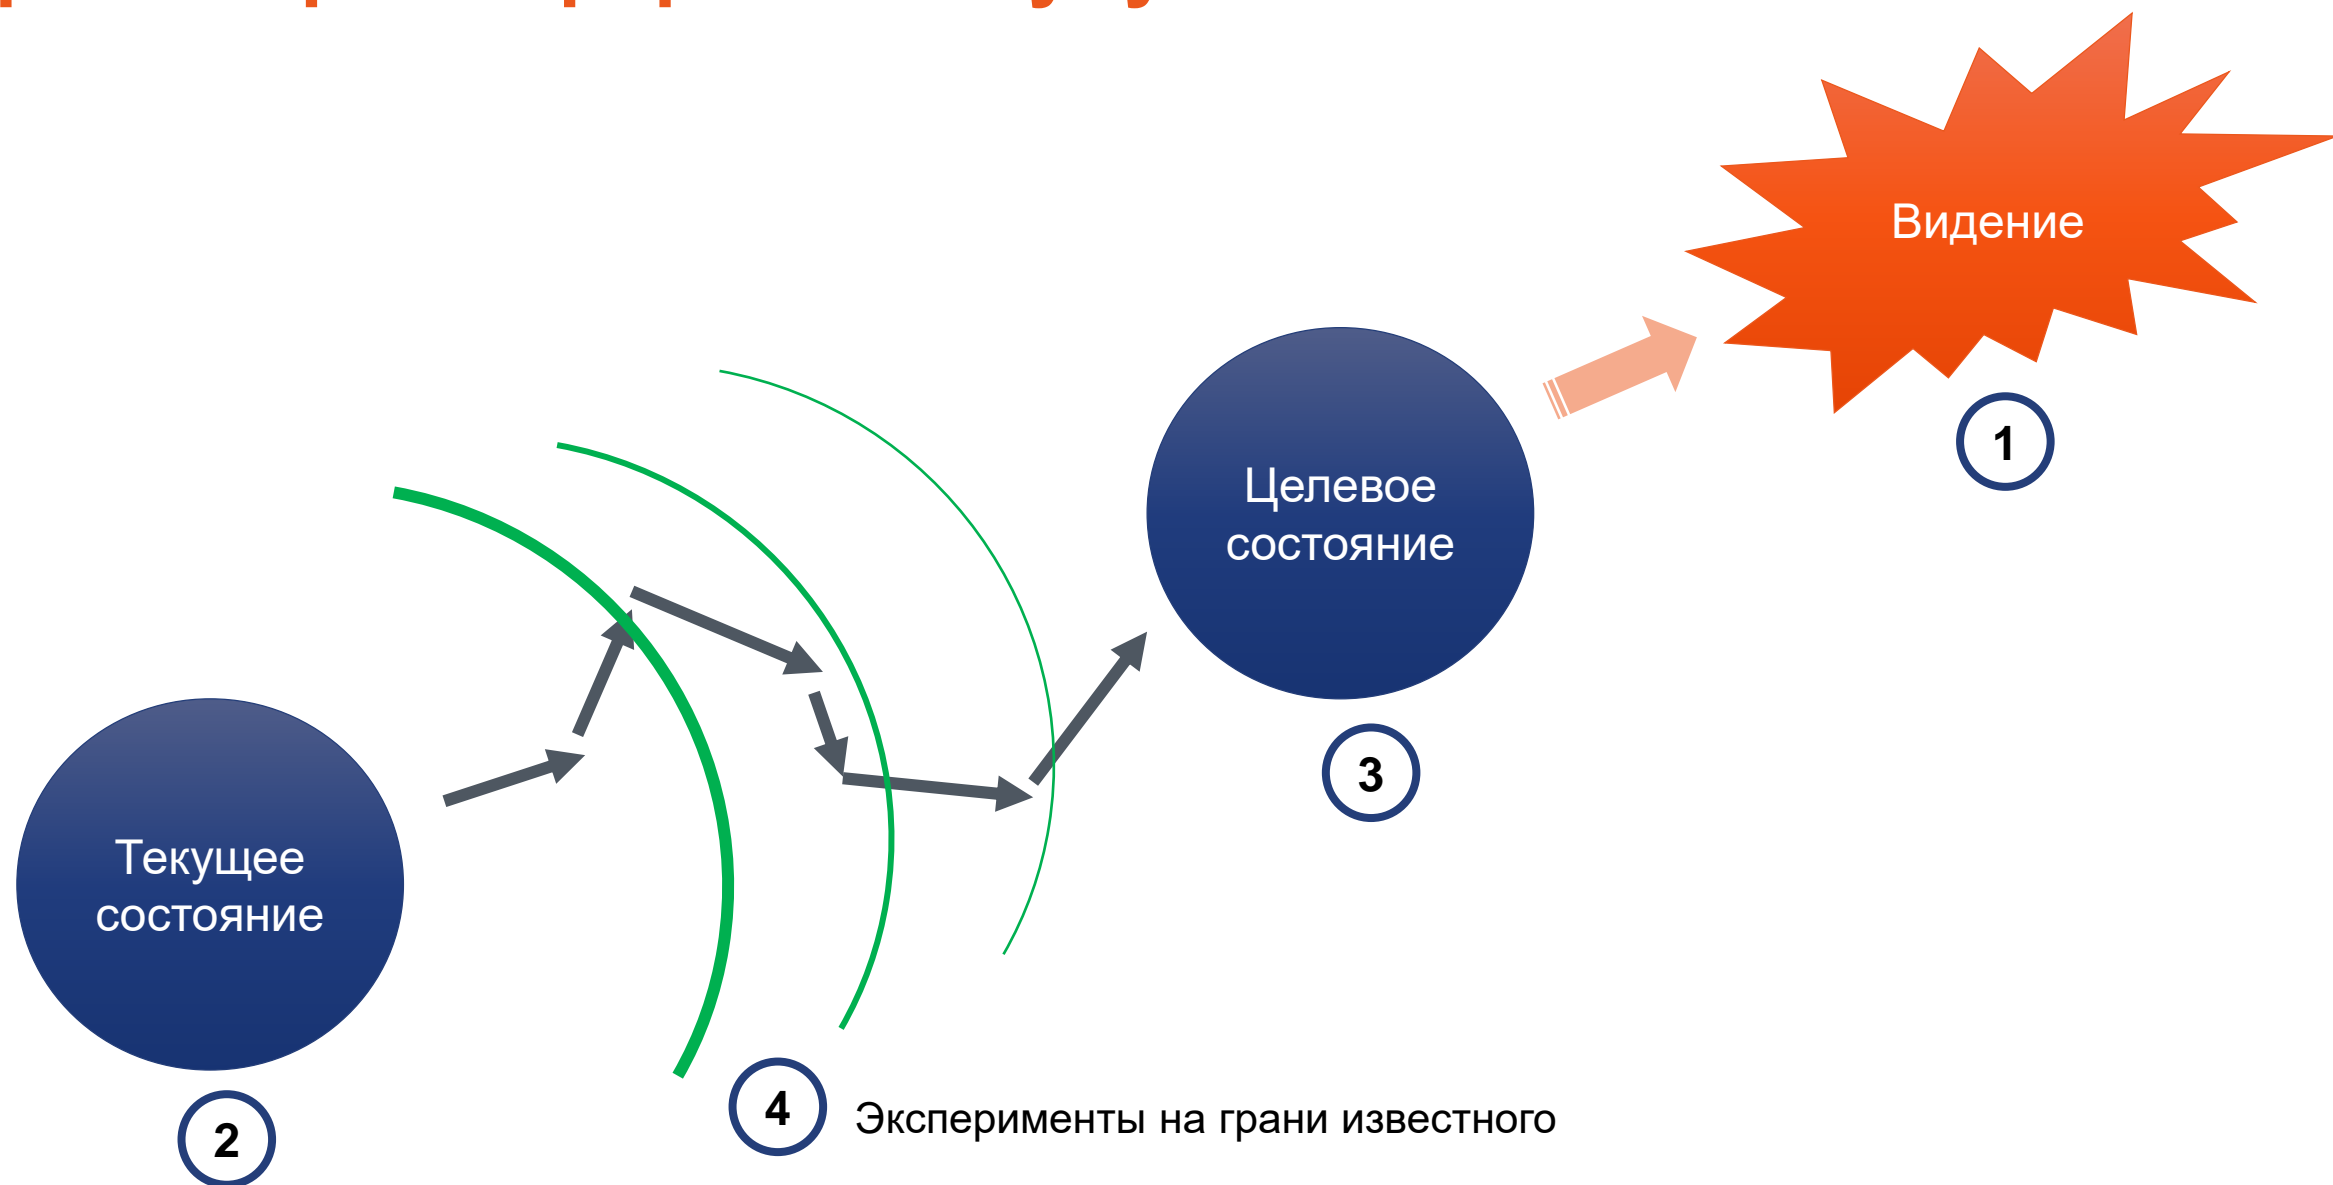 Видение
1
Целевое
состояние
3
Текущее
состояние
2
4
Эксперименты на грани известного